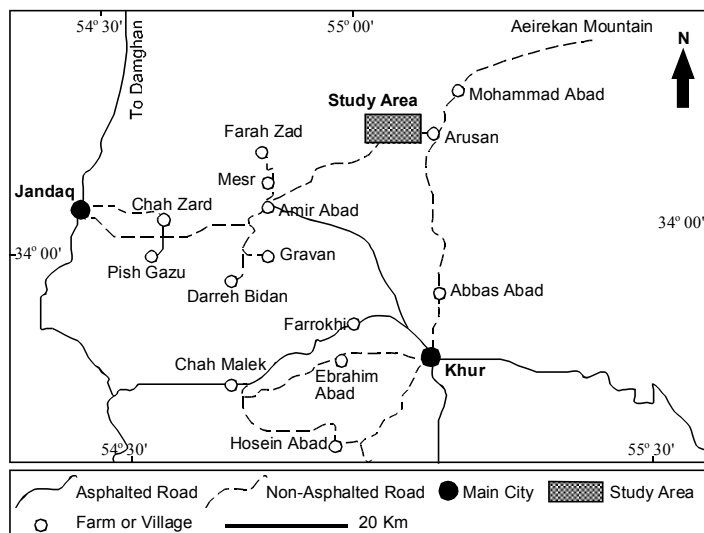 54° 30'
55° 00'
Aeirekan Mountain
N
To Damghan
Mohammad Abad
Study Area
Arusan
Farah Zad
Mesr
Jandaq
Chah Zard
Amir Abad
34° 00'
34° 00'
Gravan
Pish Gazu
Darreh Bidan
Abbas Abad
Farrokhi
Chah Malek
Ebrahim
Abad
Khur
Hosein Abad
54° 30'
55° 30'
Asphalted Road
Non-Asphalted Road
Main City
Study Area
Farm or Village
20 Km